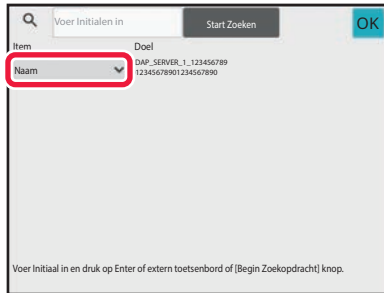 Voer Initialen in
Start Zoeken
OK
Item
Doel
Naam
DAP_SERVER_1_123456789
12345678901234567890
Voer Initiaal in en druk op Enter of extern toetsenbord of [Begin Zoekopdracht] knop.